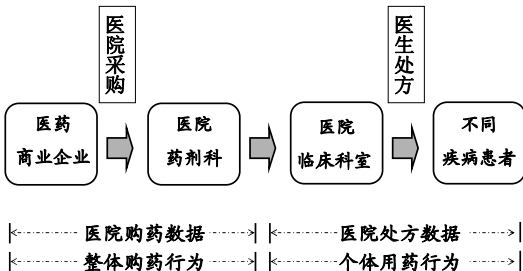 医院采购
医生处方
医药
商业企业
医院
药剂科
医院
临床科室
不同
疾病患者
医院购药数据
医院处方数据
整体购药行为
个体用药行为